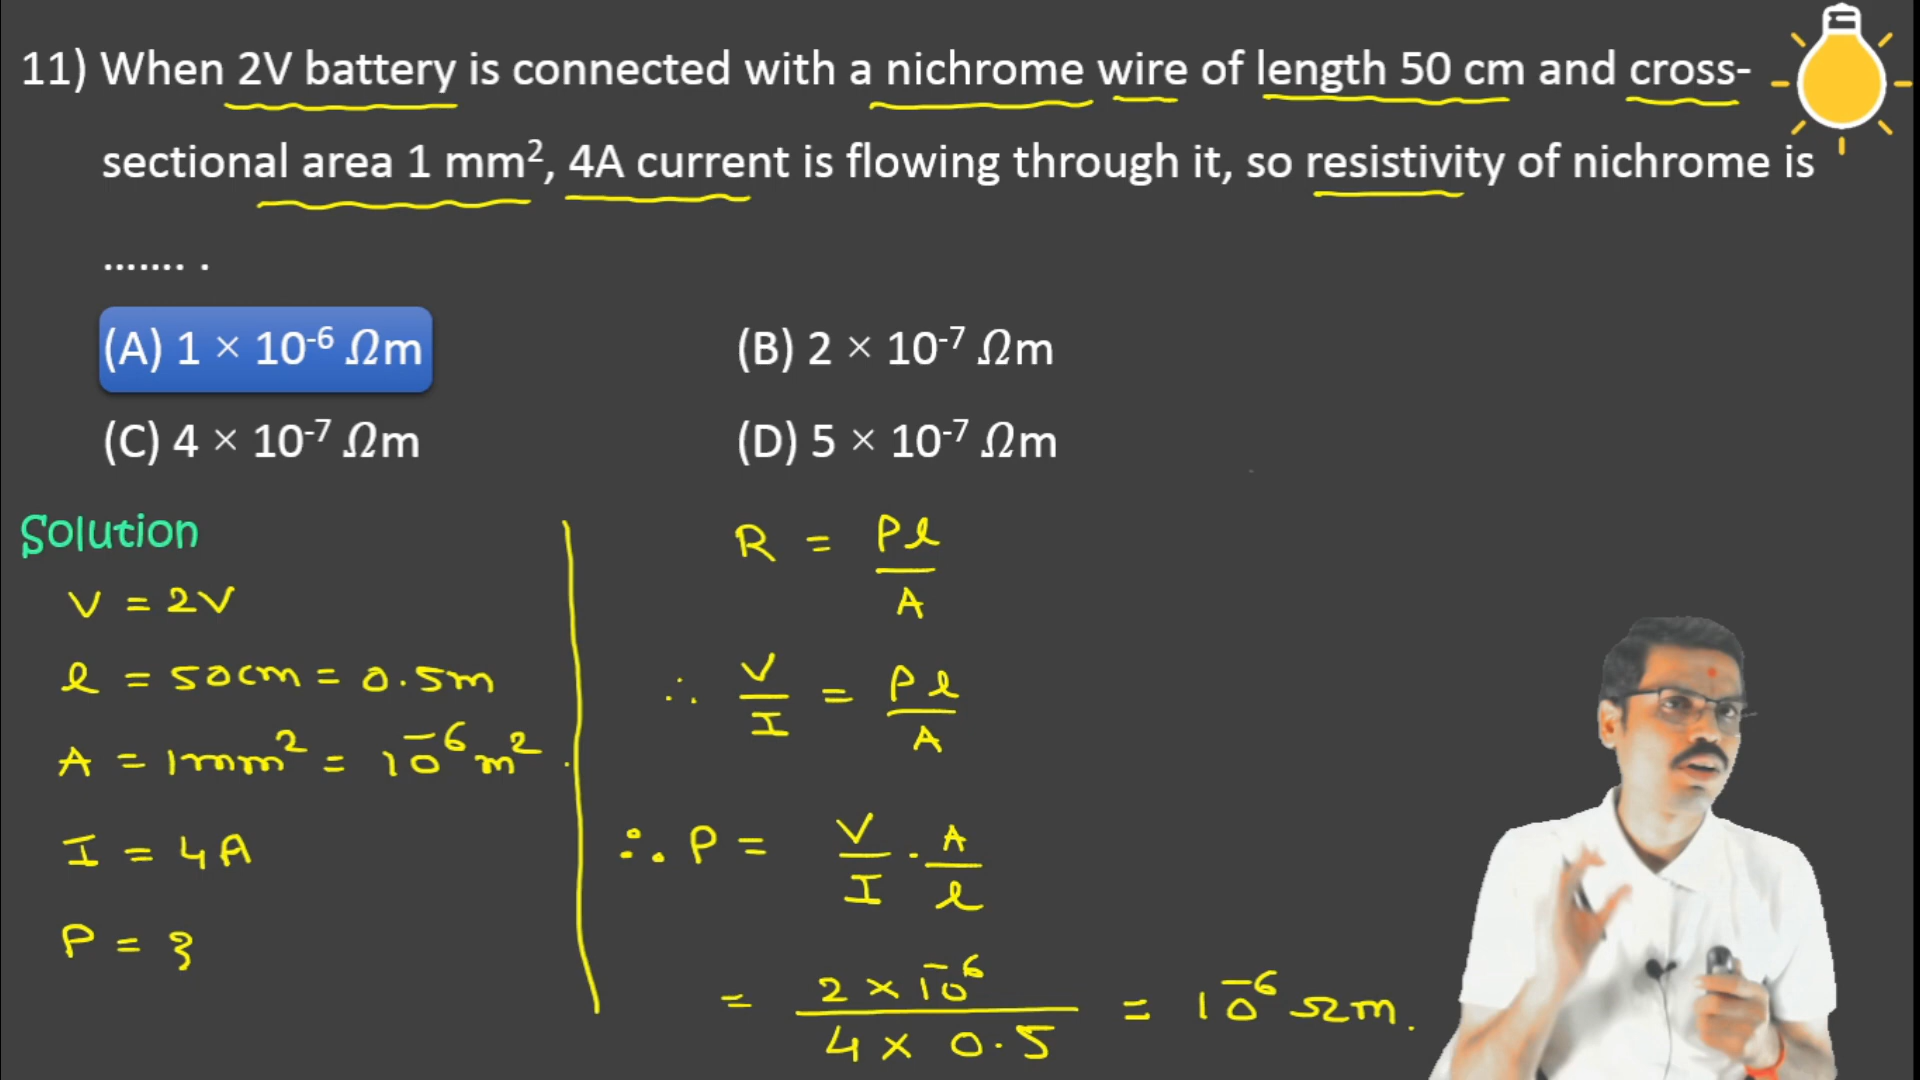 11) When 2V battery is connected with a nichrome wire of length 50 cm and cross-
sectional area 1 mm², 4A current is flowing through it, so resistivity of nichrome is
....... .
(A) 1 × 10⁻⁶ Ωm
(B) 2 × 10⁻⁷ Ωm
(C) 4 × 10⁻⁷ Ωm
(D) 5 × 10⁻⁷ Ωm
Solution
V = 2V
l = 50cm = 0.5m
A = 1mm² = 10⁻⁶ m².
I = 4A
ρ = ?
R = ρl / A
∴ V / I = ρl / A
∴ ρ = V / I · A / l
= 2 × 10⁻⁶ / 4 × 0.5 = 10⁻⁶ Ωm.